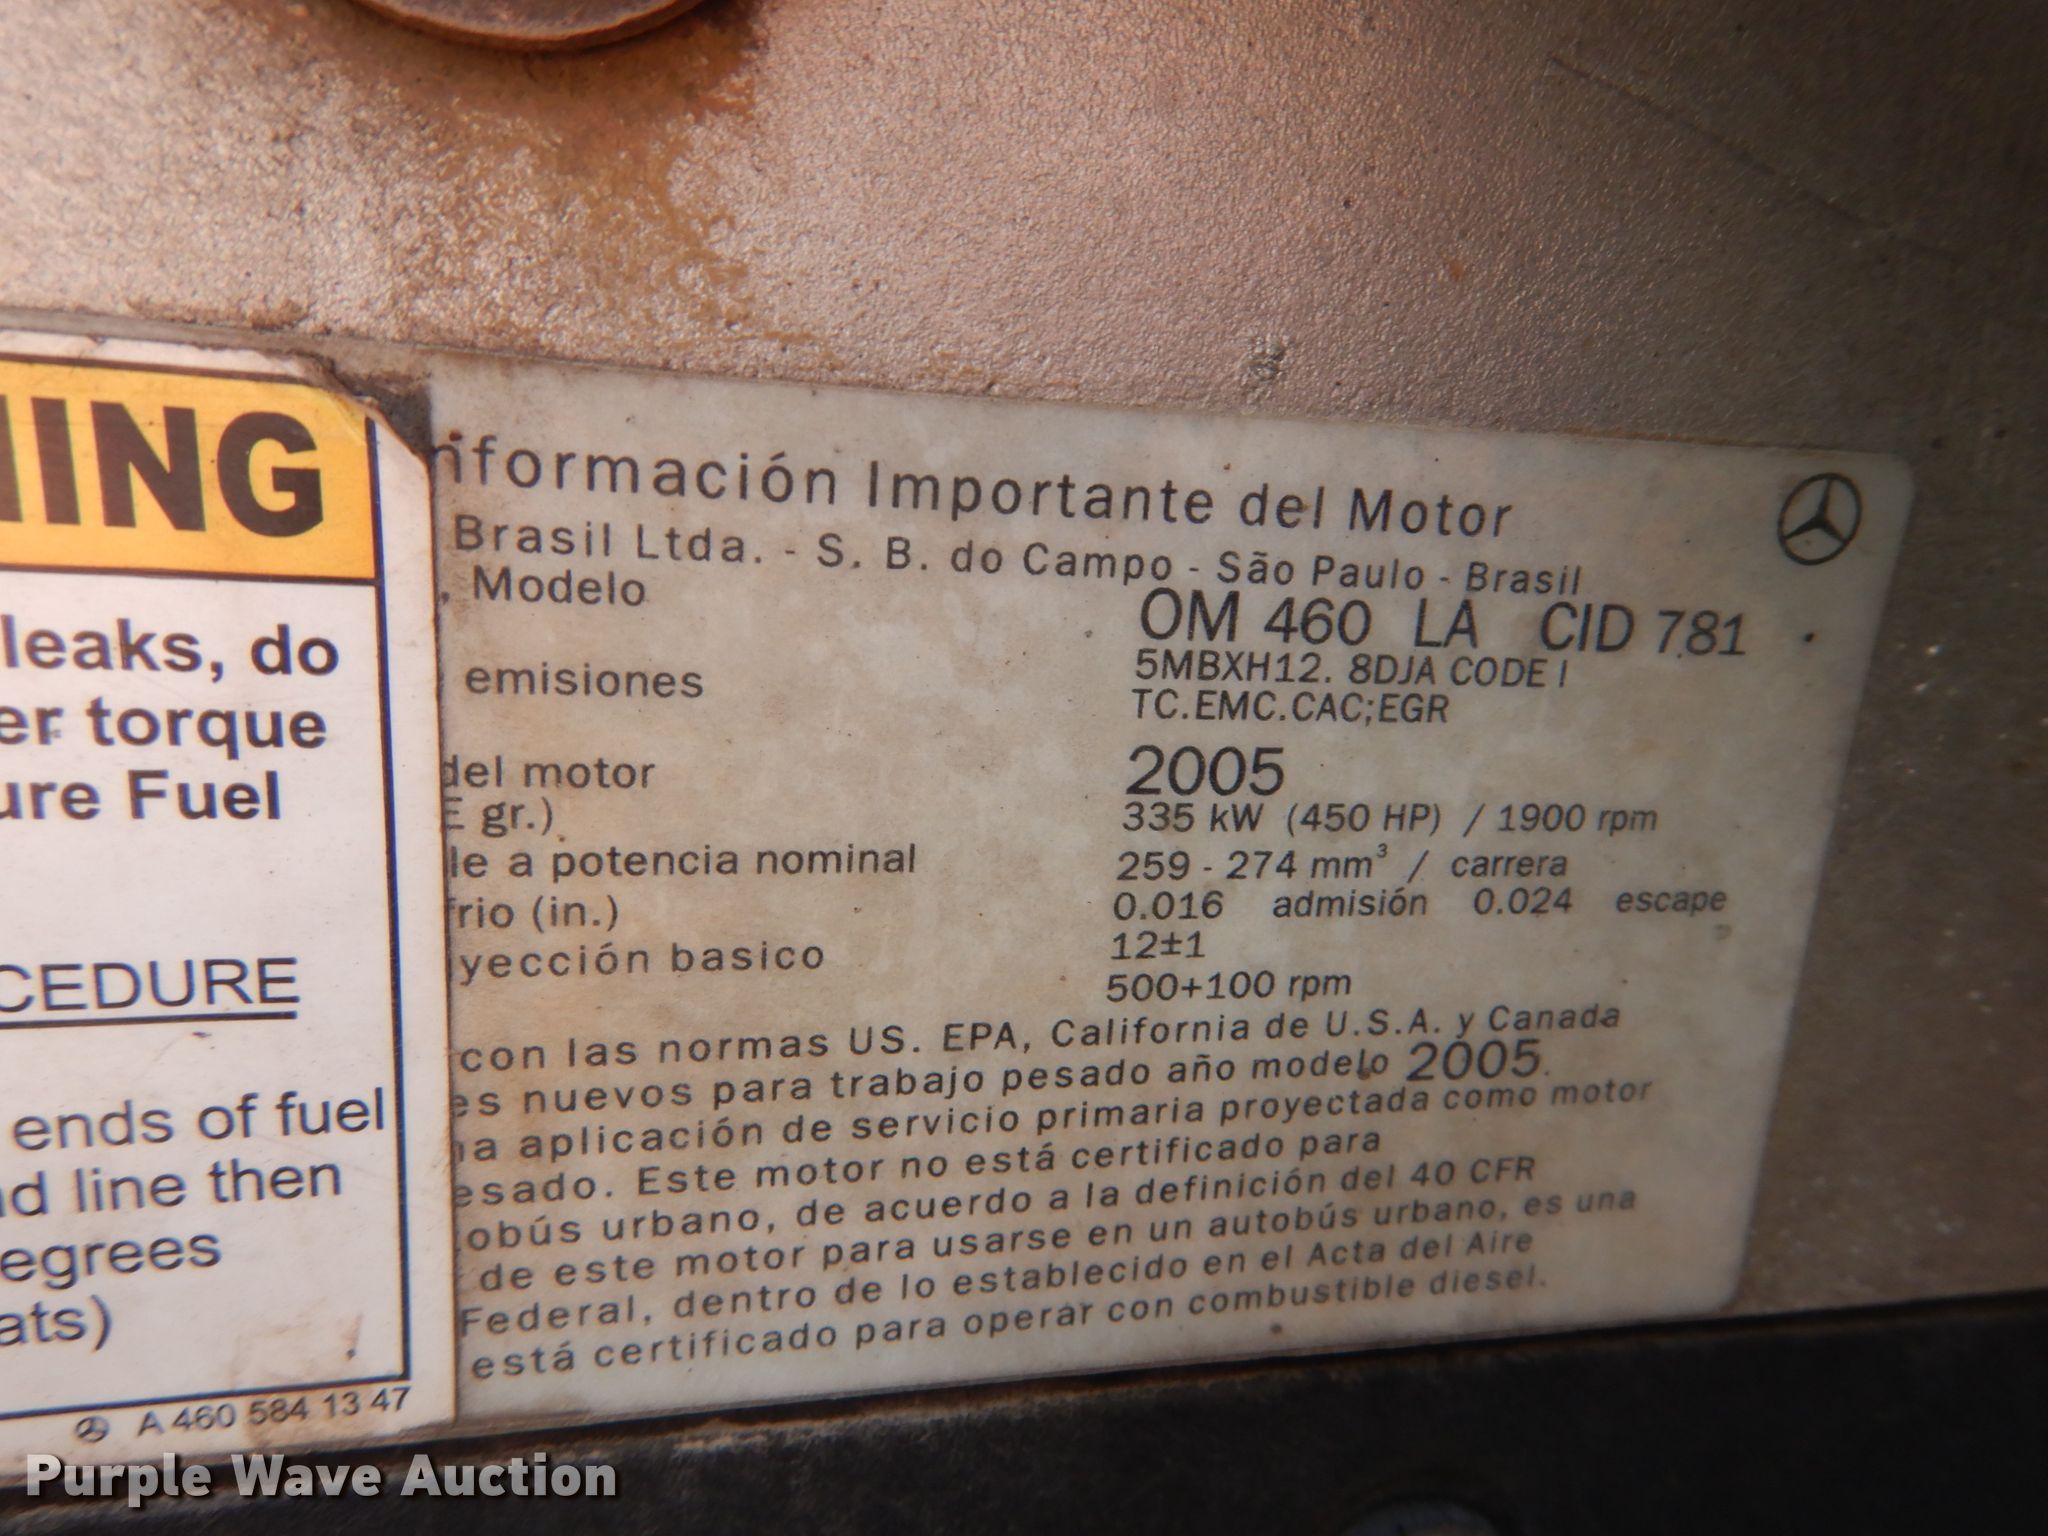 NING
leaks, do
er torque
ure Fuel
CEDURE
ends of fuel
nd line then
egrees
ats)
A 460 584 13 47
nformación Importante del Motor
Brasil Ltda. - S. B. do Campo - São Paulo - Brasil
. Modelo OM 460 LA CID 781
emisiones 5MBXH12. 8DJA CODE I
TC.EMC.CAC;EGR
del motor 2005
E gr.) 335 kW (450 HP) / 1900 rpm
le a potencia nominal 259 - 274 mm³ / carrera
frio (in.) 0.016 admisión 0.024 escape
yección basico 12±1
500+100 rpm
con las normas US. EPA, California de U.S.A. y Canada
es nuevos para trabajo pesado año modelo 2005.
na aplicación de servicio primaria proyectada como motor
esado. Este motor no está certificado para
obús urbano, de acuerdo a la definición del 40 CFR
de este motor para usarse en un autobús urbano, es una
Federal, dentro de lo establecido en el Acta del Aire
está certificado para operar con combustible diesel.
Purple Wave Auction